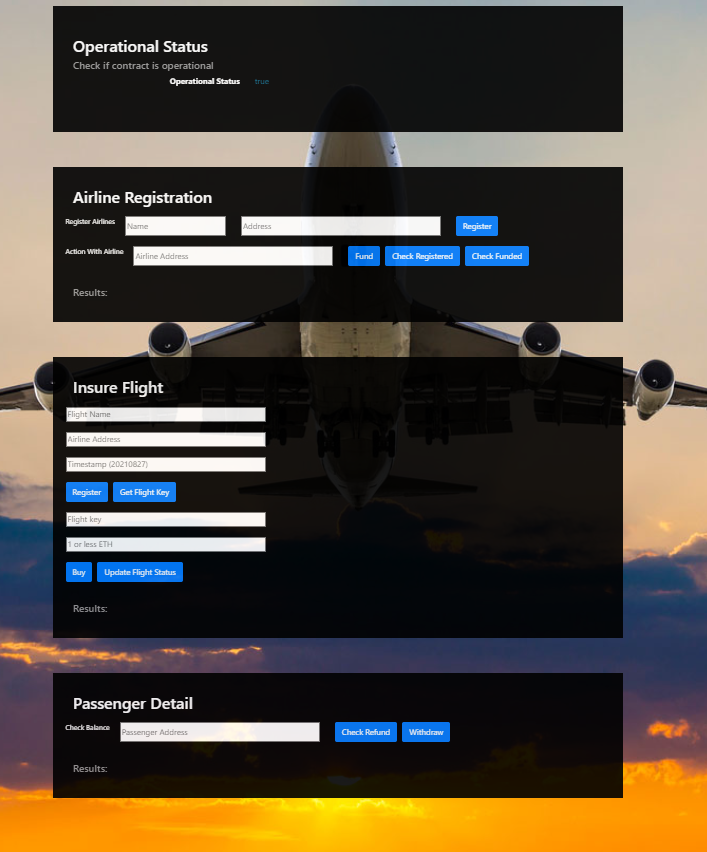 Operational Status
Check if contract is operational
Operational Status true
Airline Registration
Register Airlines Name Address Register
Action With Airline Airline Address Fund Check Registered Check Funded
Results:
Insure Flight
Flight Name
Airline Address
Timestamp (20210827)
Register Get Flight Key
Flight key
1 or less ETH
Buy Update Flight Status
Results:
Passenger Detail
Check Balance Passenger Address Check Refund Withdraw
Results: